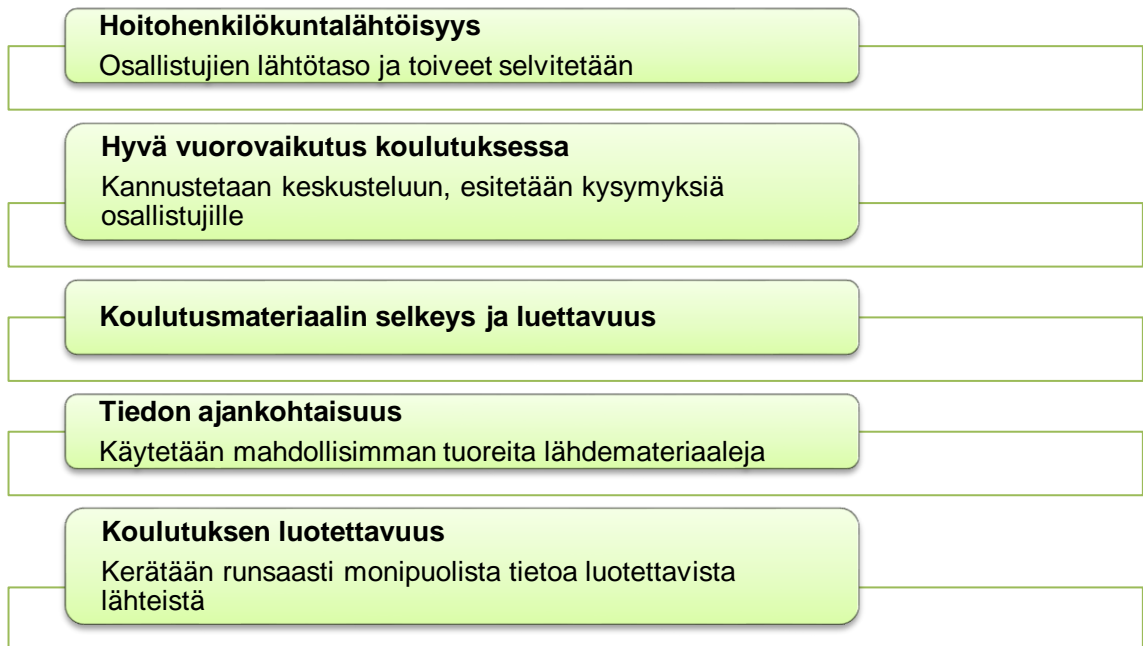 Hoitohenkilökuntalähtöisyys
Osallistujien lähtötaso ja toiveet selvitetään
Hyvä vuorovaikutus koulutuksessa
Kannustetaan keskusteluun, esitetään kysymyksiä
osallistujille
Koulutusmateriaalin selkeys ja luettavuus
Tiedon ajankohtaisuus
Käytetään mahdollisimman tuoreita lähdemateriaaleja
Koulutuksen luotettavuus
Kerätään runsaasti monipuolista tietoa luotettavista
lähteistä